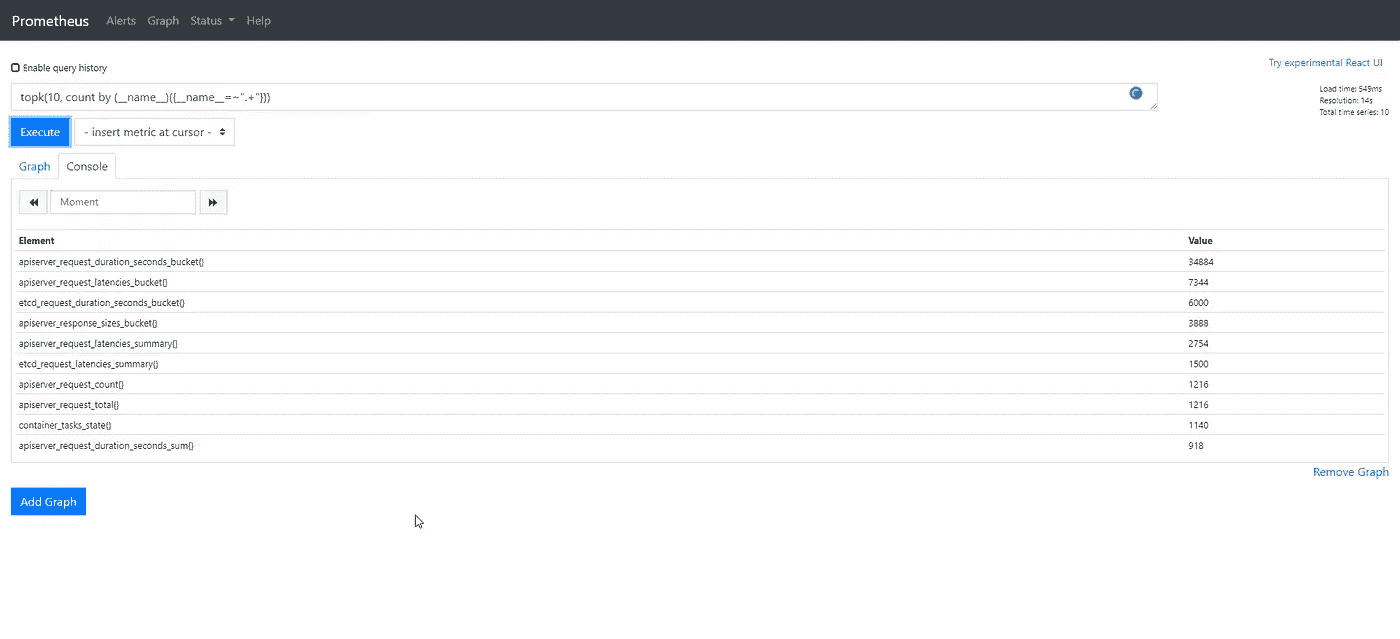 Prometheus Alerts Graph Status Help
Enable query history
Try experimental React UI
topk(10, count by (__name__)({__name__=~".+"}))
Load time: 549ms
Resolution: 14s
Total time series: 10
Execute - insert metric at cursor -
Graph Console
Moment
Element Value
apiserver_request_duration_seconds_bucket{} 34884
apiserver_request_latencies_bucket{} 7344
etcd_request_duration_seconds_bucket{} 6000
apiserver_response_sizes_bucket{} 3888
apiserver_request_latencies_summary{} 2754
etcd_request_latencies_summary{} 1500
apiserver_request_count{} 1216
apiserver_request_total{} 1216
container_tasks_state{} 1140
apiserver_request_duration_seconds_sum{} 918
Remove Graph
Add Graph